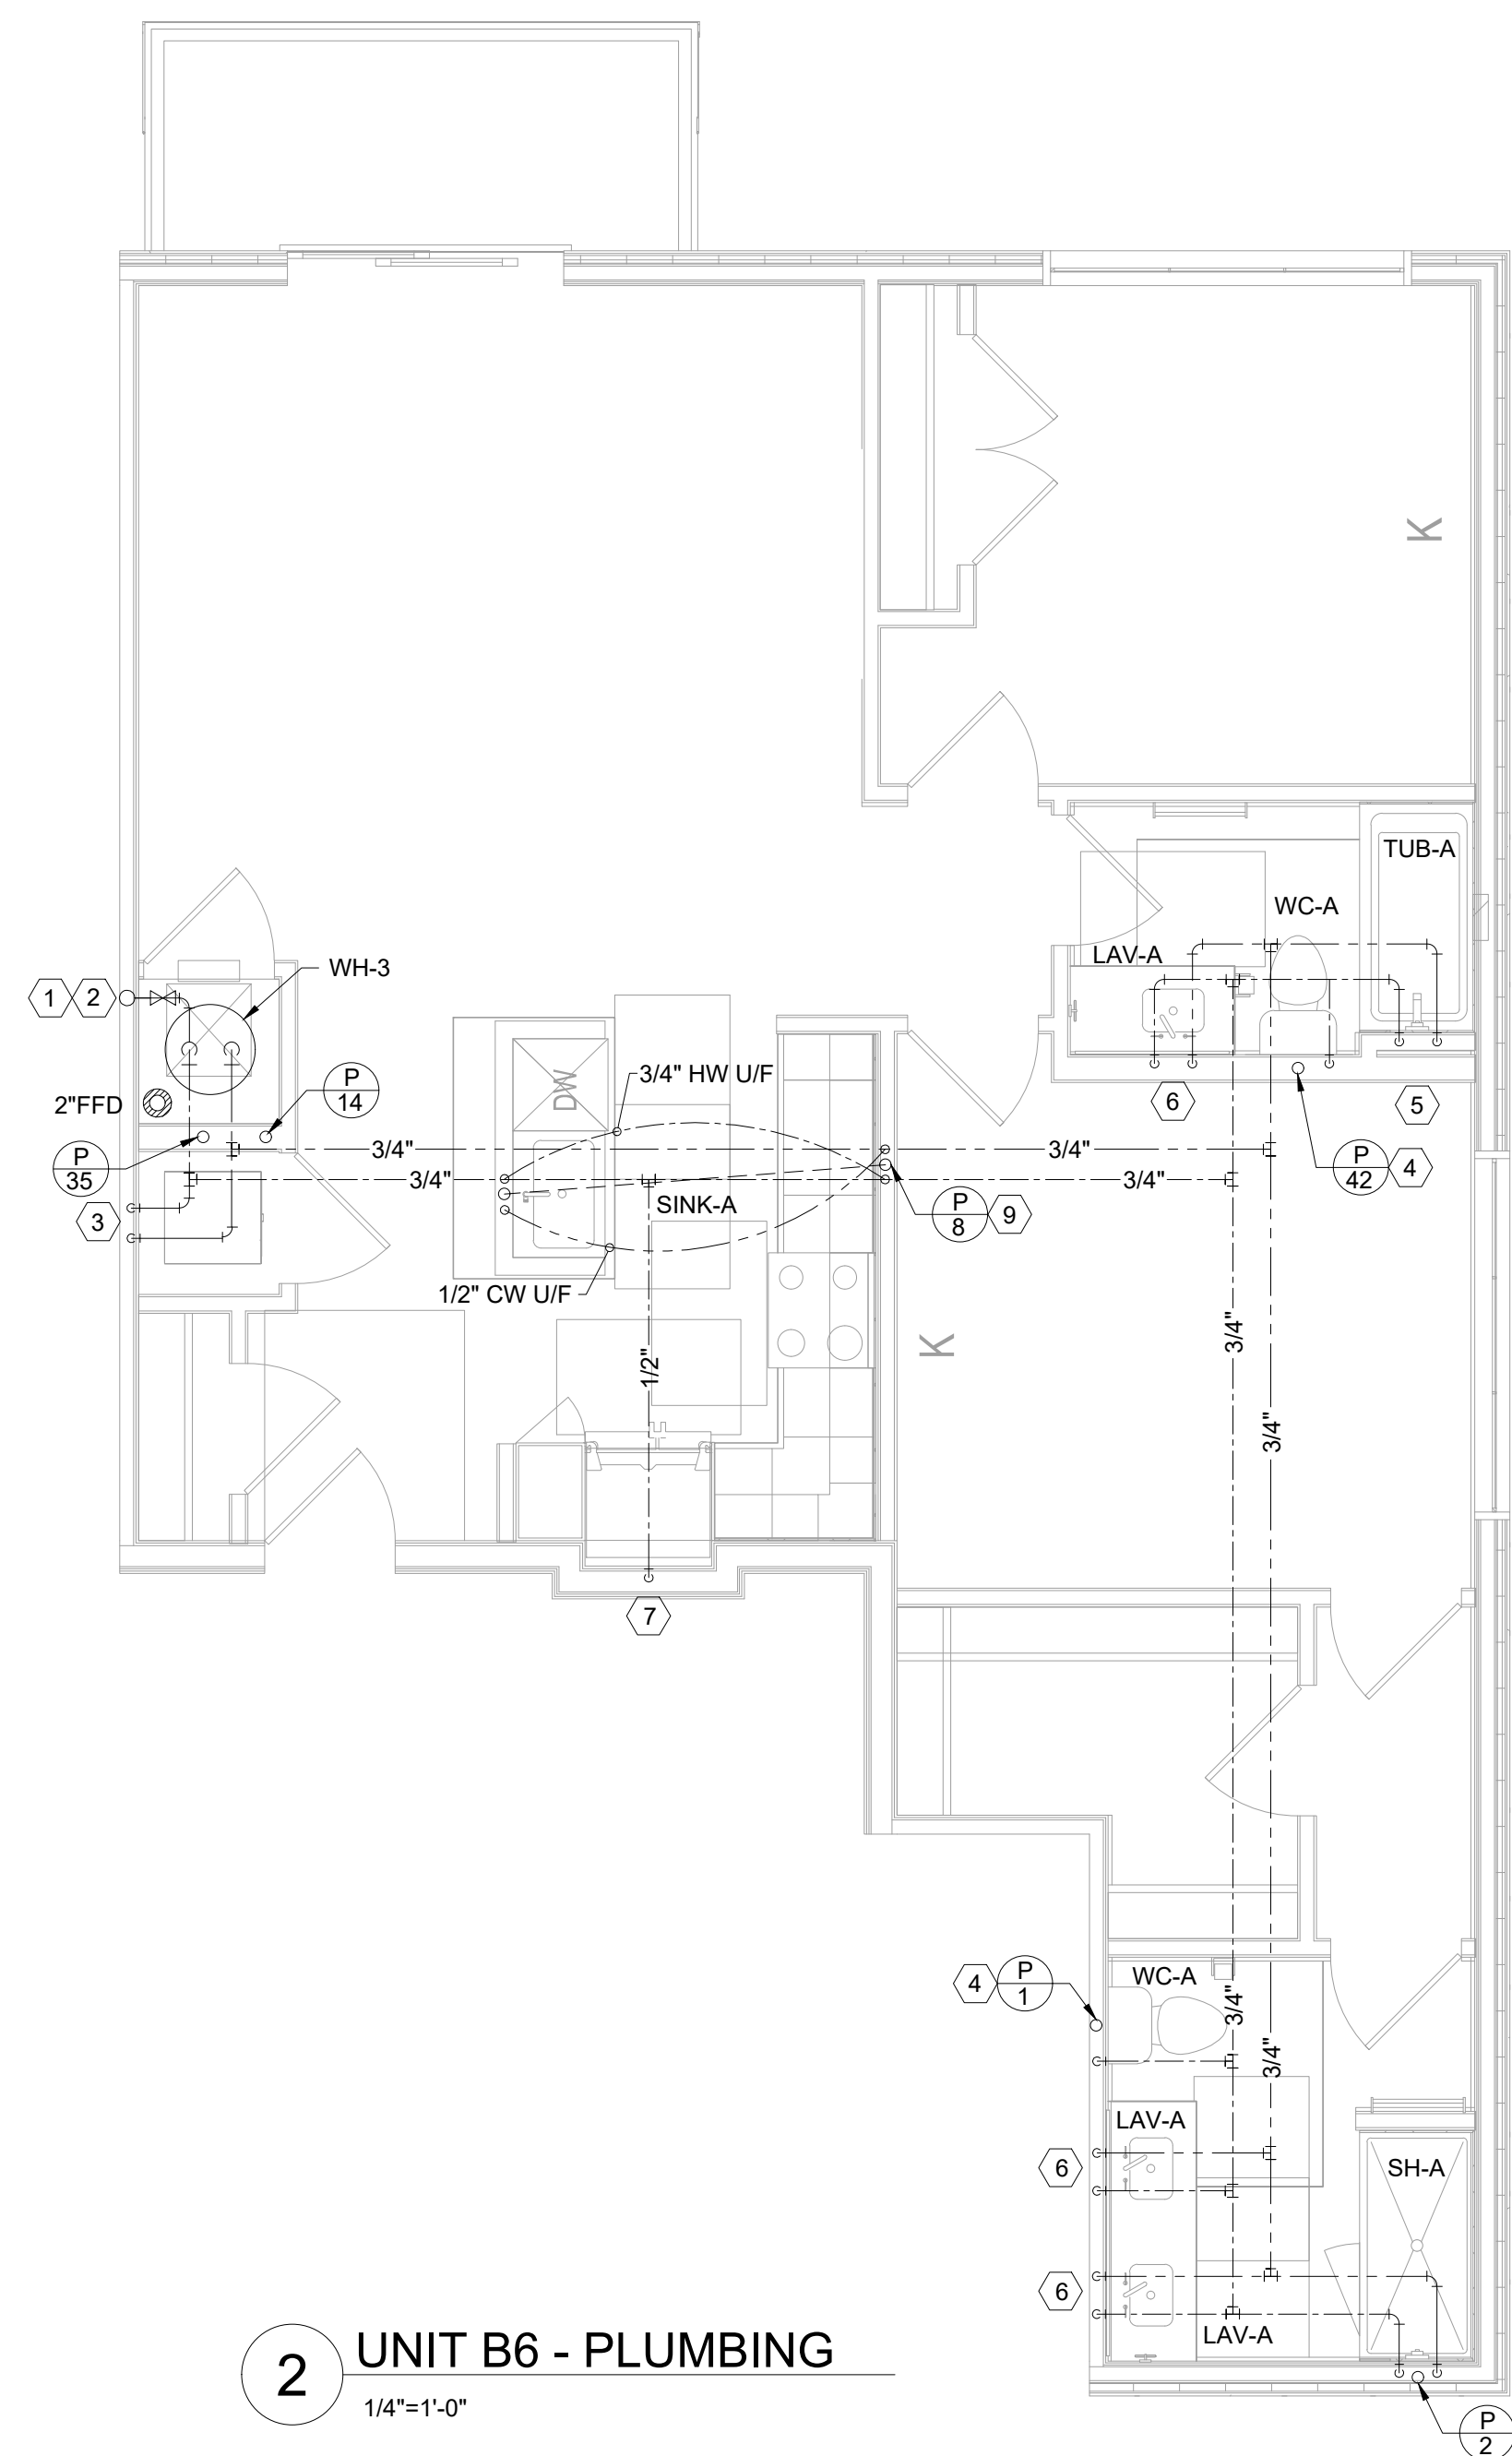 K
TUB-A
WC-A
LAV-A
1 2
WH-3
3/4" HW U/F
DW
P
14
2"FFD
6
5
P
35
3/4"
3/4"
P
42
4
3/4"
3/4"
3
SINK-A
P
8
9
1/2" CW U/F
3/4"
K
1/2"
3/4"
7
4
P
1
WC-A
3/4"
3/4"
LAV-A
6
SH-A
6
LAV-A
2
UNIT B6 - PLUMBING
1/4"=1'-0"
P
2